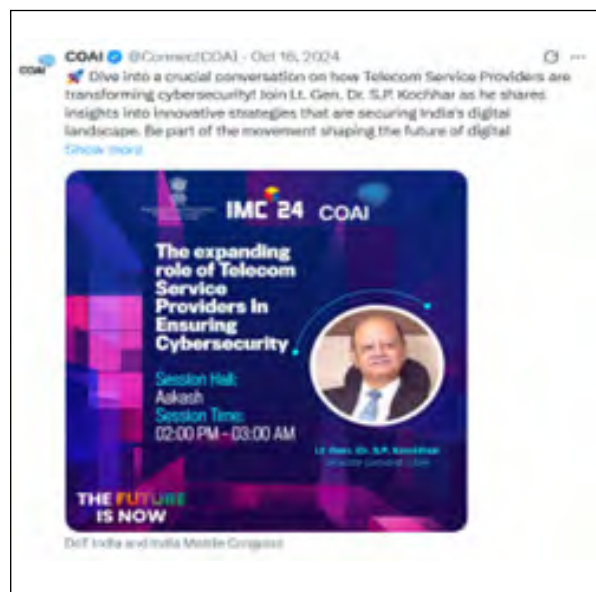 COAI @ConnectCOAI · Oct 16, 2024
🚀 Dive into a crucial conversation on how Telecom Service Providers are
transforming cybersecurity! Join Lt. Gen. Dr. S.P. Kochhar as he shares
insights into innovative strategies that are securing India's digital
landscape. Be part of the movement shaping the future of digital
Show more
IMC 24 COAI
The expanding
role of Telecom
Service
Providers In
Ensuring
Cybersecurity
Session Hall:
Aakash
Session Time:
02:00 PM - 03:00 AM
Lt. Gen. Dr. S.P. Kochhar
THE FUTURE
IS NOW
DoT India and India Mobile Congress